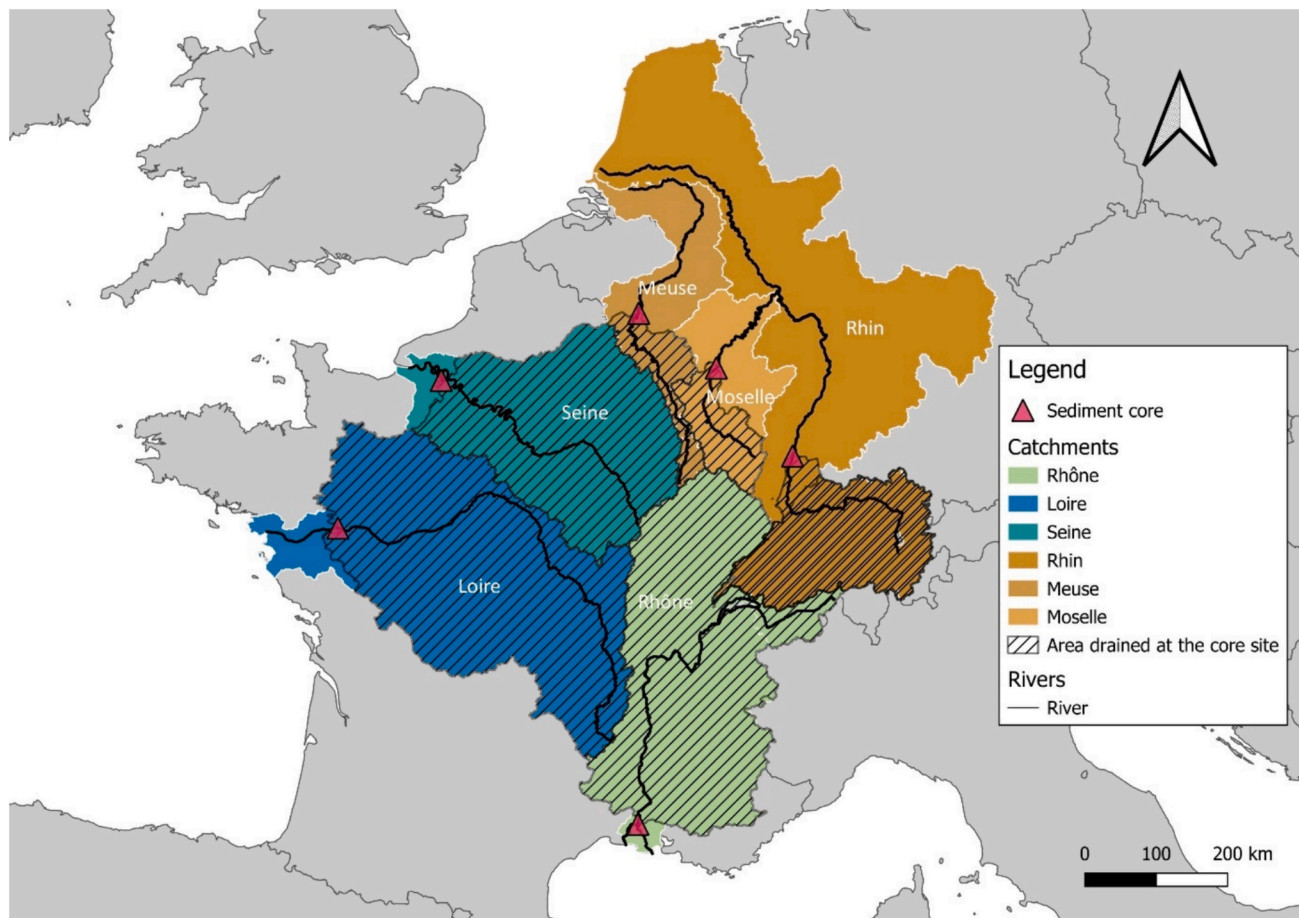 Meuse
Rhin
Moselle
Seine
Loire
Rhône
Legend
Sediment core
Catchments
Rhône
Loire
Seine
Rhin
Meuse
Moselle
Area drained at the core site
Rivers
River
0 100 200 km